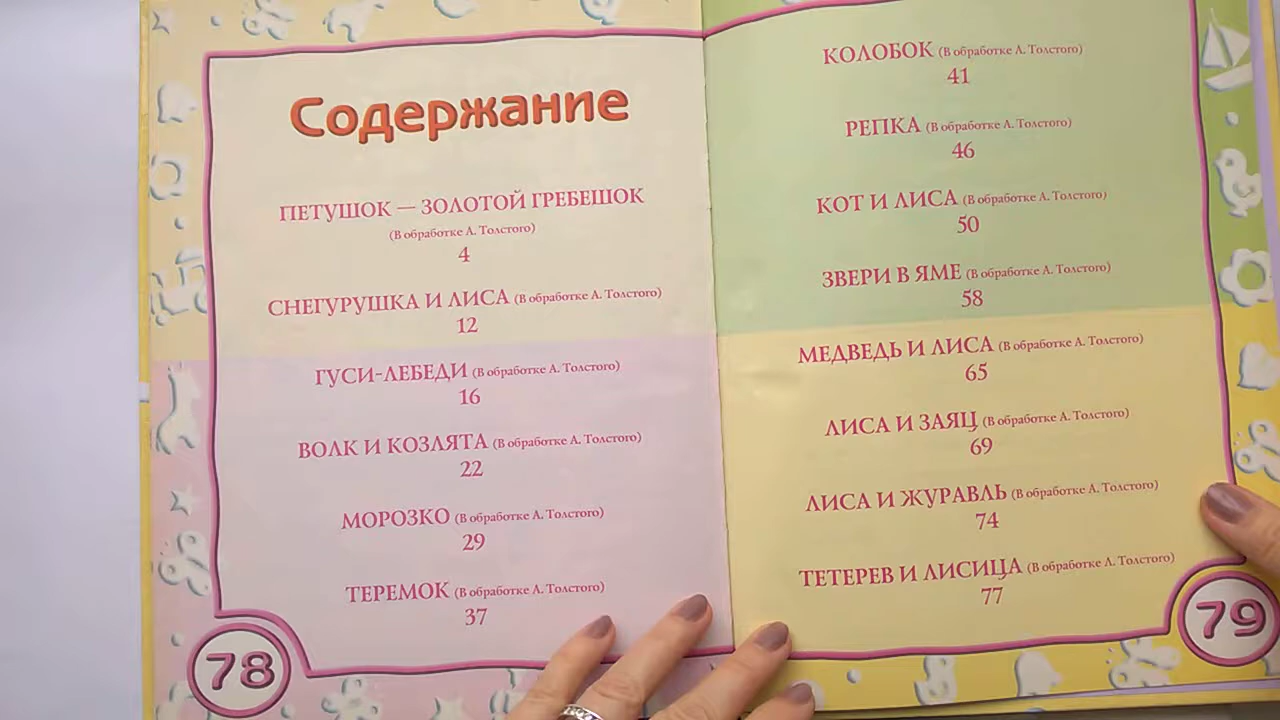 Содержание
ПЕТУШОК — ЗОЛОТОЙ ГРЕБЕШОК
(В обработке А. Толстого)
4
СНЕГУРУШКА И ЛИСА (В обработке А. Толстого)
12
ГУСИ-ЛЕБЕДИ (В обработке А. Толстого)
16
ВОЛК И КОЗЛЯТА (В обработке А. Толстого)
22
МОРОЗКО (В обработке А. Толстого)
29
ТЕРЕМОК (В обработке А. Толстого)
37
78
КОЛОБОК (В обработке А. Толстого)
41
РЕПКА (В обработке А. Толстого)
46
КОТ И ЛИСА (В обработке А. Толстого)
50
ЗВЕРИ В ЯМЕ (В обработке А. Толстого)
58
МЕДВЕДЬ И ЛИСА (В обработке А. Толстого)
65
ЛИСА И ЗАЯЦ (В обработке А. Толстого)
69
ЛИСА И ЖУРАВЛЬ (В обработке А. Толстого)
74
ТЕТЕРЕВ И ЛИСИЦА (В обработке А. Толстого)
77
79